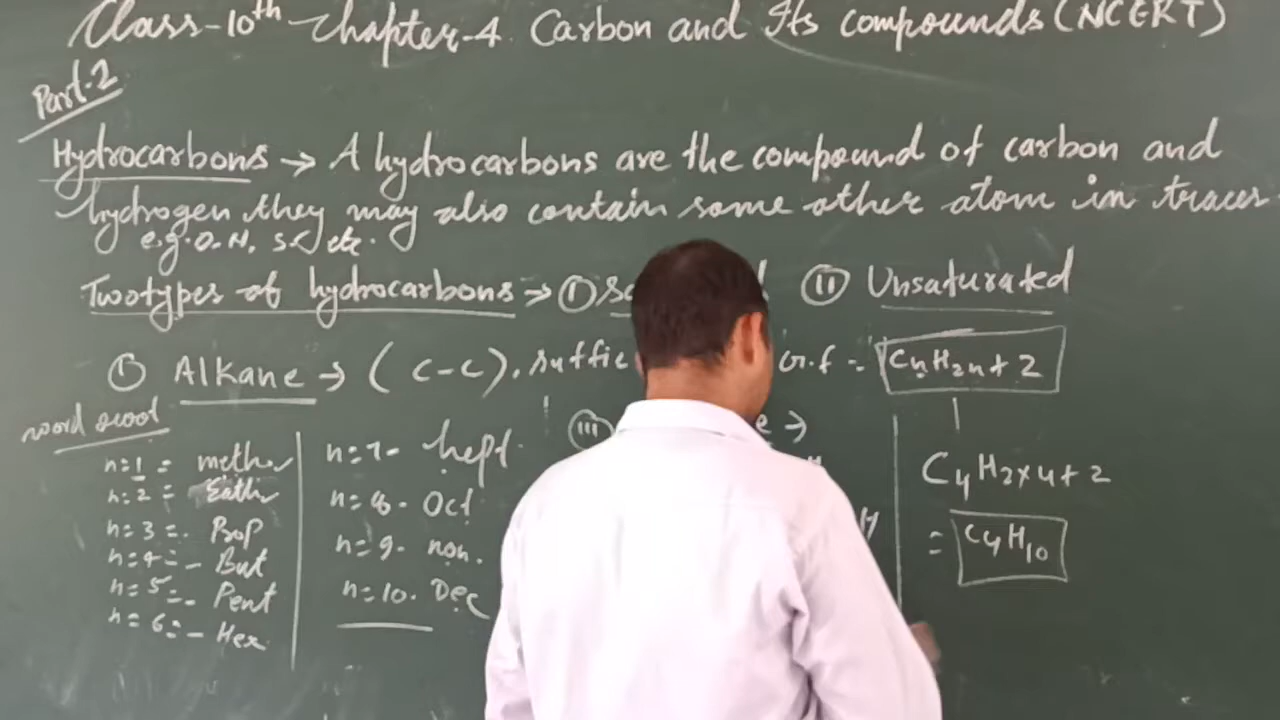 Class-10th Chapter-4. Carbon and Its compounds (NCERT)
Part-2
Hydrocarbons → A hydrocarbons are the compound of carbon and
hydrogen they may also contain some other atom in traces
e.g. O. N. S. etc.
Two types of hydrocarbons → (I) (II) Unsaturated
(I) Alkane → (C-C). suffi G.f - CnH2n+2
word root
n=1 = meth
n=2 = Eath
n=3 = Prop
n=4 = - But
n=5 = - Pent
n=6 = - Hex
n=7- hept.
n=8- Oct
n=9- non.
n=10. Dec
(III) e →
H
H
C4H2x4+2
= C4H10